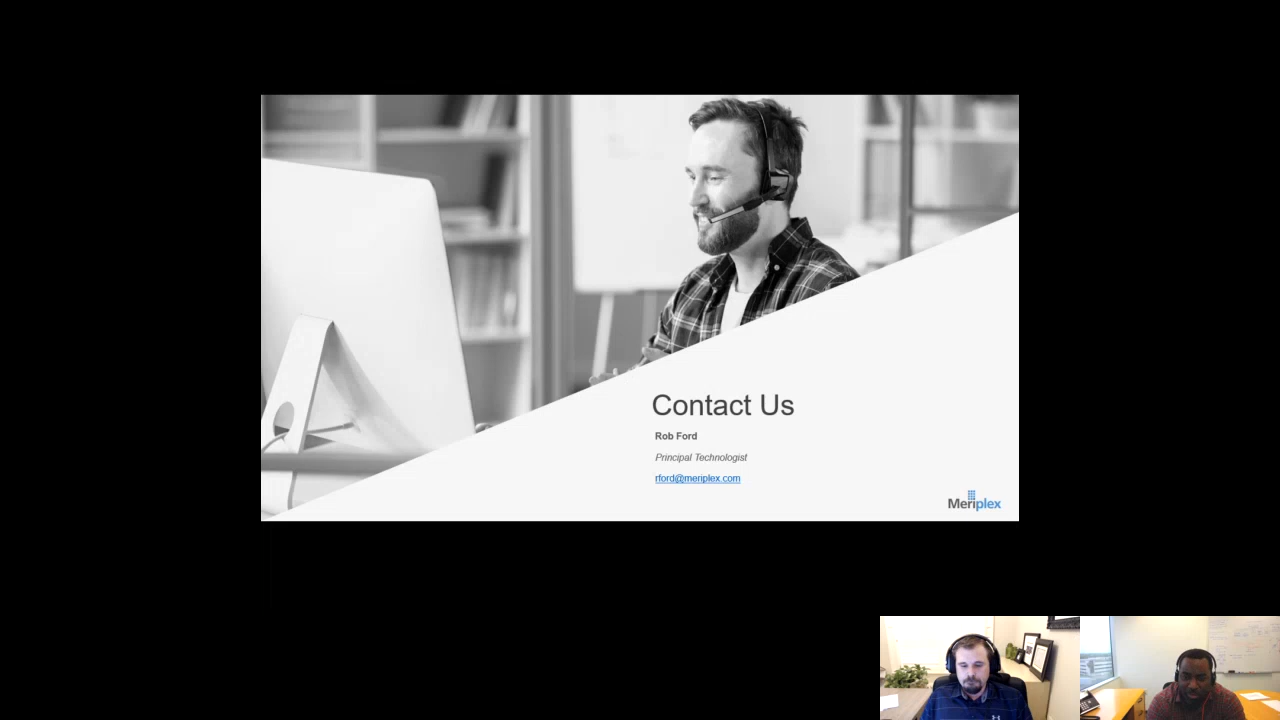 Contact Us
Rob Ford
Principal Technologist
rford@meriplex.com
Meriplex